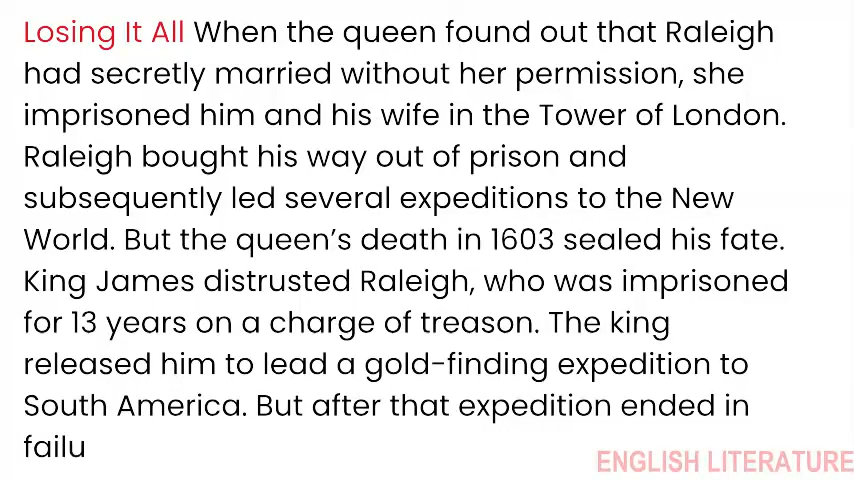 Losing It All When the queen found out that Raleigh
had secretly married without her permission, she
imprisoned him and his wife in the Tower of London.
Raleigh bought his way out of prison and
subsequently led several expeditions to the New
World. But the queen’s death in 1603 sealed his fate.
King James distrusted Raleigh, who was imprisoned
for 13 years on a charge of treason. The king
released him to lead a gold-finding expedition to
South America. But after that expedition ended in
failu
ENGLISH LITERATURE